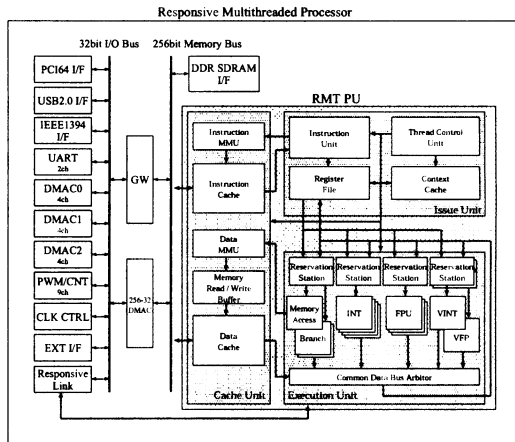 Responsive Multithreaded Processor
32bit I/O Bus
256bit Memory Bus
PCI64 I/F
USB2.0 I/F
IEEE1394
I/F
UART
2ch
DMAC0
4ch
DMAC1
4ch
DMAC2
4ch
PWM/CNT
9ch
CLK CTRL
EXT I/F
Responsive
Link
GW
256-32
DMAC
DDR SDRAM
I/F
RMT PU
Instruction
MMU
Instruction
Cache
Data
MMU
Memory
Read / Write
Buffer
Data
Cache
Cache Unit
Instruction
Unit
Thread Control
Unit
Register
File
Context
Cache
Issue Unit
Reservation
Station
Reservation
Station
Reservation
Station
Reservation
Station
Memory
Access
Branch
INT
FPU
VINT
VFP
Common Data Bus Arbitor
Execution Unit